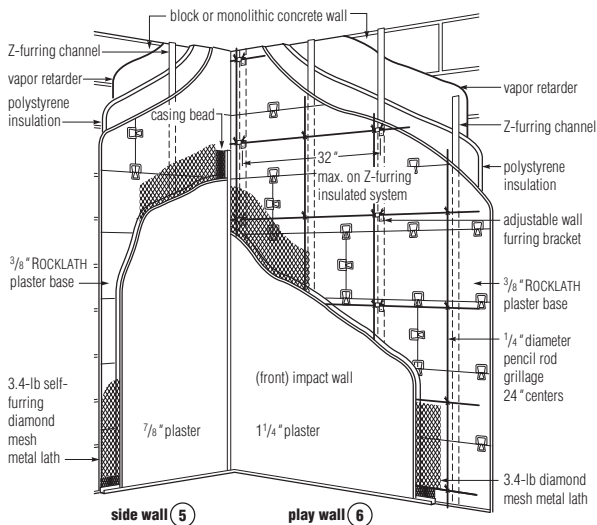 block or monolithic concrete wall
Z-furring channel
vapor retarder
polystyrene
insulation
casing bead
32"
max. on Z-furring
insulated system
vapor retarder
Z-furring channel
polystyrene
insulation
adjustable wall
furring bracket
3/8" ROCKLATH
plaster base
3/8" ROCKLATH
plaster base
1/4" diameter
pencil rod
grillage
24" centers
3.4-lb self-
furring
diamond
mesh
metal lath
7/8" plaster
(front) impact wall
1 1/4" plaster
3.4-lb diamond
mesh metal lath
side wall 5
play wall 6